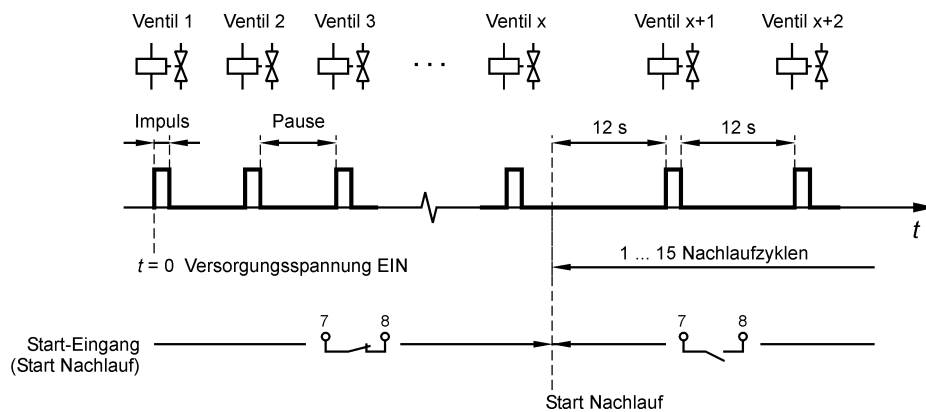 Ventil 1 Ventil 2 Ventil 3 Ventil x Ventil x+1 Ventil x+2
. . .
Impuls Pause 12 s 12 s
t
t = 0 Versorgungsspannung EIN
1 ... 15 Nachlaufzyklen
7 8 7 8
Start-Eingang
(Start Nachlauf)
Start Nachlauf